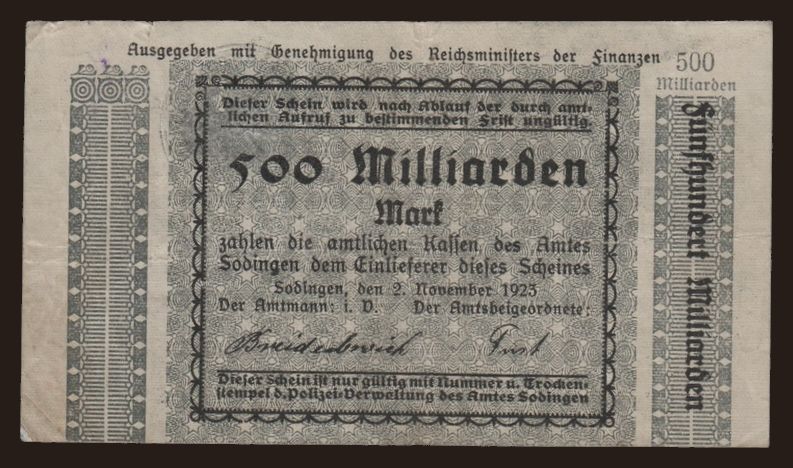 Ausgegeben mit Genehmigung des Reichsministers der Finanzen
500
Milliarden
Dieser Schein wird nach Ablauf der durch amt-
lichen Aufruf zu bestimmenden Frist ungültig.
500 Milliarden
Mark
zahlen die amtlichen Kassen des Amtes
Sodingen dem Einlieferer dieses Scheines
Sodingen, den 2. November 1923
Der Amtmann: i. V. Der Amtsbeigeordnete:
Dieser Schein ist nur gültig mit Nummer u. Trocken-
stempel d. Polizei-Verwaltung des Amtes Sodingen
Fünfhundert Milliarden